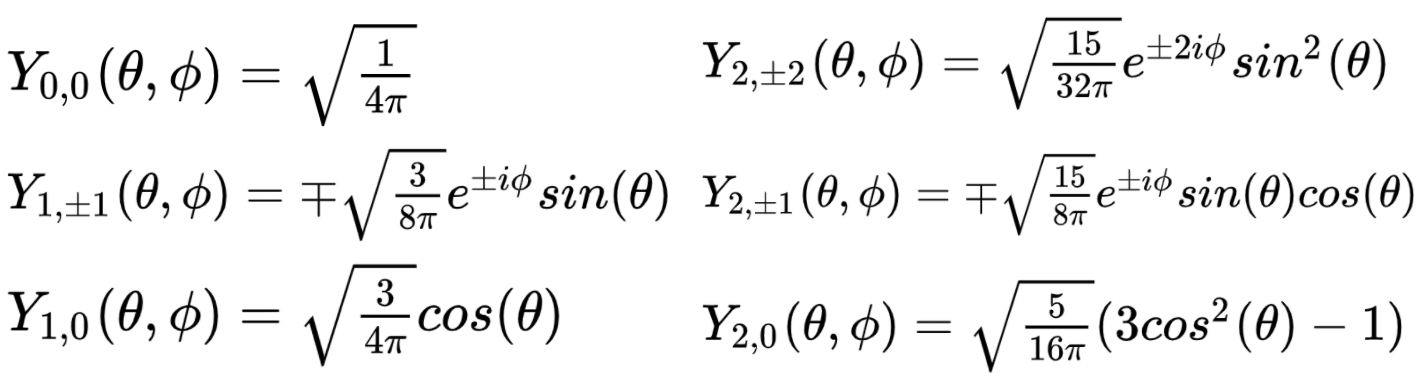 Y_{0,0}(θ, ϕ) = √(1/4π)
Y_{1,±1}(θ, ϕ) = ∓√(3/8π) e^{±iϕ} sin(θ)
Y_{1,0}(θ, ϕ) = √(3/4π) cos(θ)
Y_{2,±2}(θ, ϕ) = √(15/32π) e^{±2iϕ} sin²(θ)
Y_{2,±1}(θ, ϕ) = ∓√(15/8π) e^{±iϕ} sin(θ)cos(θ)
Y_{2,0}(θ, ϕ) = √(5/16π) (3cos²(θ) − 1)